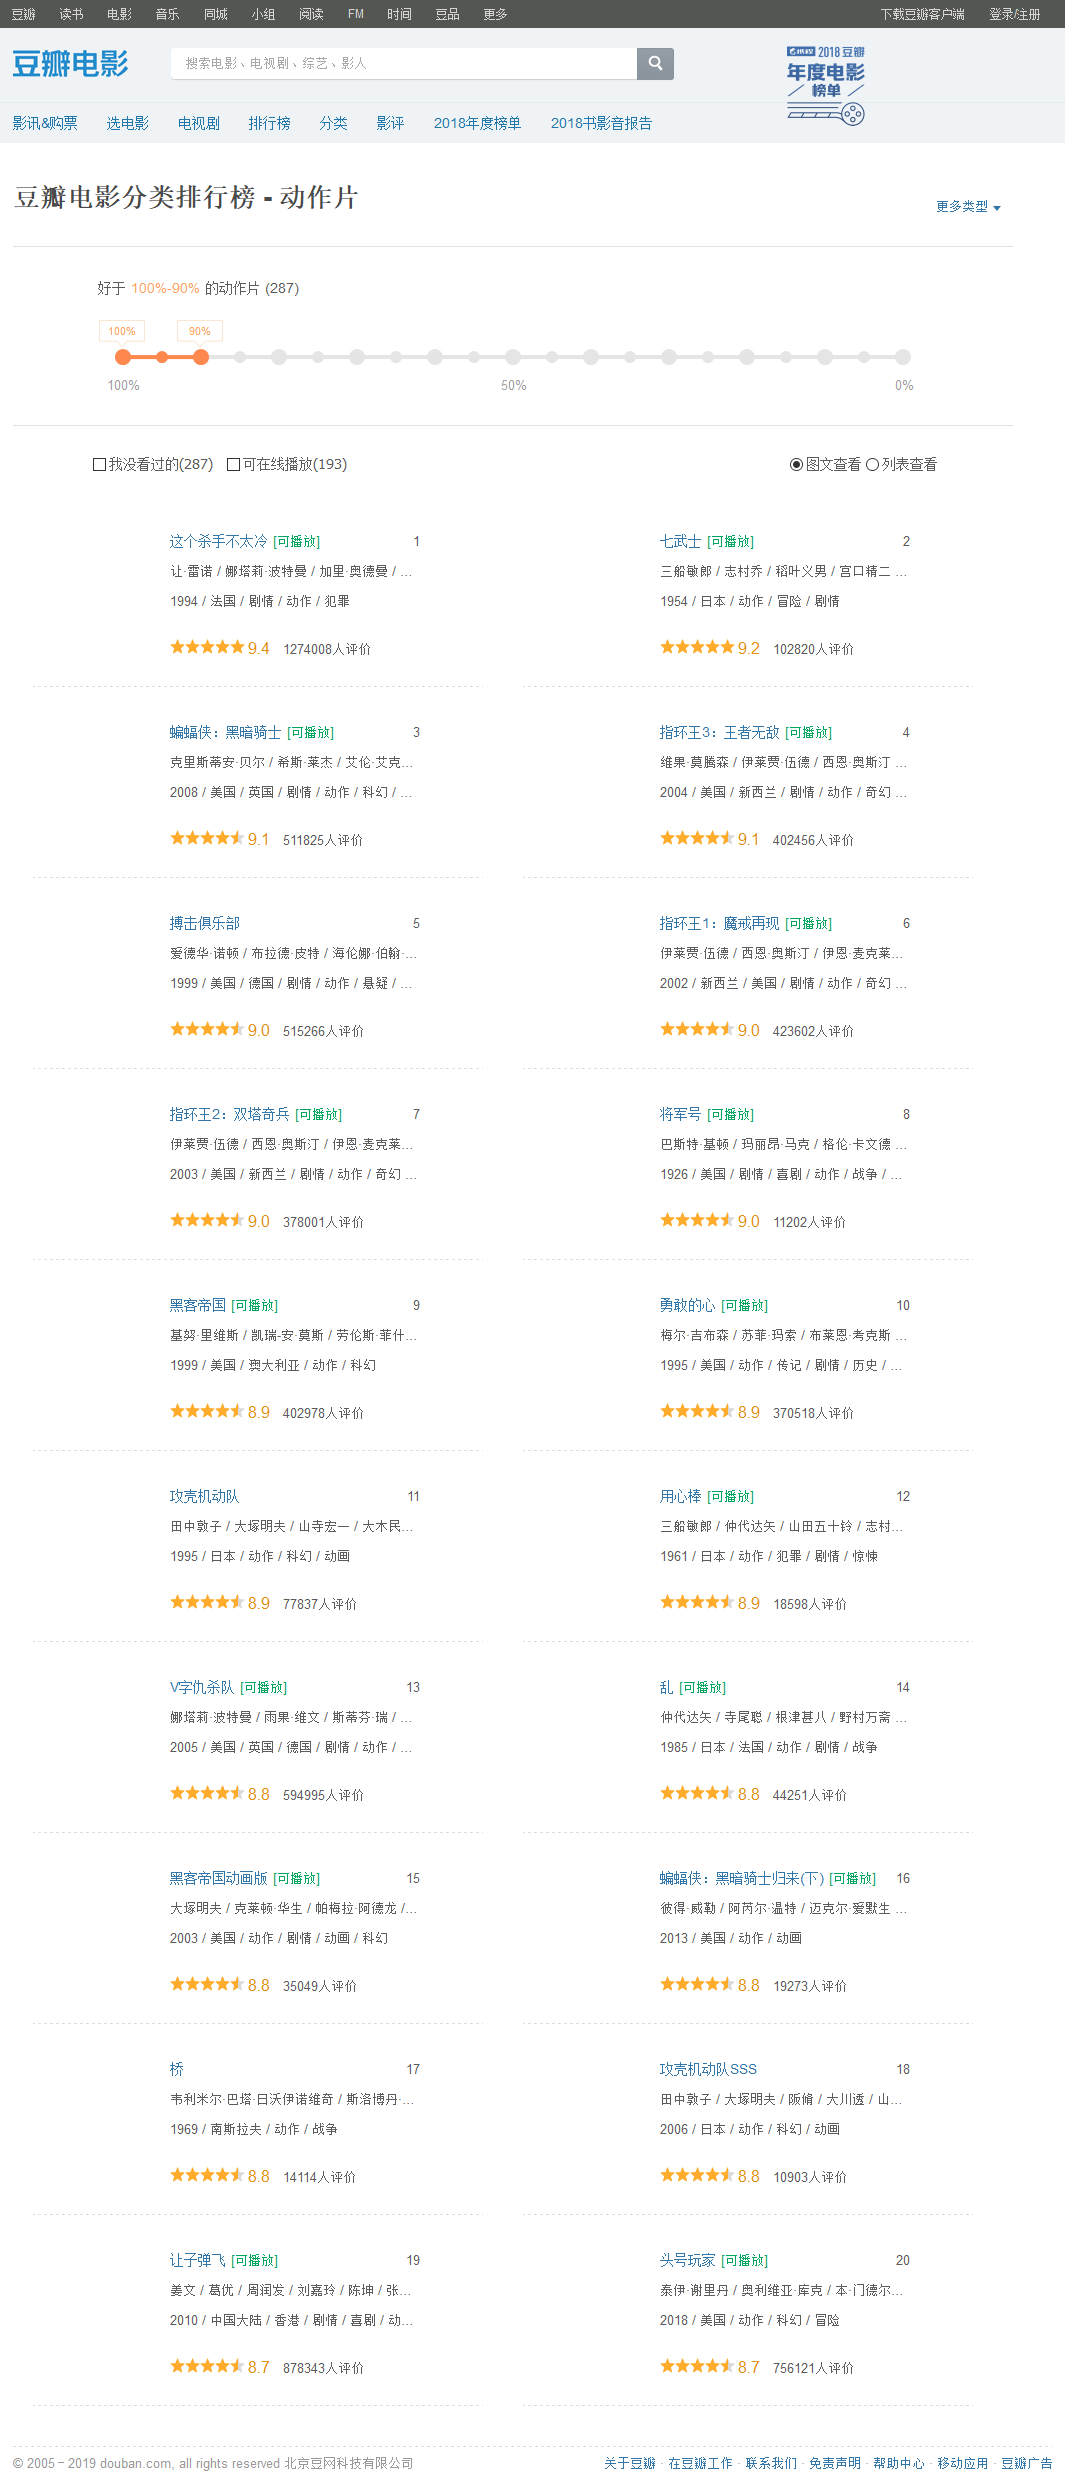 豆瓣 读书 电影 音乐 同城 小组 阅读 FM 时间 豆品 更多 下载豆瓣客户端 登录/注册
豆瓣电影 搜索电影、电视剧、综艺、影人 2018豆瓣
年度电影
榜单
影讯&购票 选电影 电视剧 排行榜 分类 影评 2018年度榜单 2018书影音报告
豆瓣电影分类排行榜 - 动作片
更多类型
好于 100%-90% 的动作片 (287)
100% 90%
100% 50% 0%
我没看过的(287) 可在线播放(193) 图文查看 列表查看
这个杀手不太冷 [可播放] 1
让·雷诺 / 娜塔莉·波特曼 / 加里·奥德曼 / ...
1994 / 法国 / 剧情 / 动作 / 犯罪
9.4 1274008人评价
七武士 [可播放] 2
三船敏郎 / 志村乔 / 稻叶义男 / 宫口精二 ...
1954 / 日本 / 动作 / 冒险 / 剧情
9.2 102820人评价
蝙蝠侠：黑暗骑士 [可播放] 3
克里斯蒂安·贝尔 / 希斯·莱杰 / 艾伦·艾克...
2008 / 美国 / 英国 / 剧情 / 动作 / 科幻 / ...
9.1 511825人评价
指环王3：王者无敌 [可播放] 4
维果·莫腾森 / 伊莱贾·伍德 / 西恩·奥斯汀 ...
2004 / 美国 / 新西兰 / 剧情 / 动作 / 奇幻 ...
9.1 402456人评价
搏击俱乐部 5
爱德华·诺顿 / 布拉德·皮特 / 海伦娜·伯翰·...
1999 / 美国 / 德国 / 剧情 / 动作 / 悬疑 / ...
9.0 515266人评价
指环王1：魔戒再现 [可播放] 6
伊莱贾·伍德 / 西恩·奥斯汀 / 伊恩·麦克莱...
2002 / 新西兰 / 美国 / 剧情 / 动作 / 奇幻 ...
9.0 423602人评价
指环王2：双塔奇兵 [可播放] 7
伊莱贾·伍德 / 西恩·奥斯汀 / 伊恩·麦克莱...
2003 / 美国 / 新西兰 / 剧情 / 动作 / 奇幻 ...
9.0 378001人评价
将军号 [可播放] 8
巴斯特·基顿 / 玛丽昂·马克 / 格伦·卡文德 ...
1926 / 美国 / 剧情 / 喜剧 / 动作 / 战争 / ...
9.0 11202人评价
黑客帝国 [可播放] 9
基努·里维斯 / 凯瑞-安·莫斯 / 劳伦斯·菲什...
1999 / 美国 / 澳大利亚 / 动作 / 科幻
8.9 402978人评价
勇敢的心 [可播放] 10
梅尔·吉布森 / 苏菲·玛索 / 布莱恩·考克斯 ...
1995 / 美国 / 动作 / 传记 / 剧情 / 历史 / ...
8.9 370518人评价
攻壳机动队 11
田中敦子 / 大塚明夫 / 山寺宏一 / 大木民...
1995 / 日本 / 动作 / 科幻 / 动画
8.9 77837人评价
用心棒 [可播放] 12
三船敏郎 / 仲代达矢 / 山田五十铃 / 志村...
1961 / 日本 / 动作 / 犯罪 / 剧情 / 惊悚
8.9 18598人评价
V字仇杀队 [可播放] 13
娜塔莉·波特曼 / 雨果·维文 / 斯蒂芬·瑞 / ...
2005 / 美国 / 英国 / 德国 / 剧情 / 动作 / ...
8.8 594995人评价
乱 [可播放] 14
仲代达矢 / 寺尾聪 / 根津甚八 / 野村万斋 ...
1985 / 日本 / 法国 / 动作 / 剧情 / 战争
8.8 44251人评价
黑客帝国动画版 [可播放] 15
大塚明夫 / 克莱顿·华生 / 帕梅拉·阿德龙 /...
2003 / 美国 / 动作 / 剧情 / 动画 / 科幻
8.8 35049人评价
蝙蝠侠：黑暗骑士归来(下) [可播放] 16
彼得·威勒 / 阿芮尔·温特 / 迈克尔·爱默生 ...
2013 / 美国 / 动作 / 动画
8.8 19273人评价
桥 17
韦利米尔·巴塔·日沃伊诺维奇 / 斯洛博丹·...
1969 / 南斯拉夫 / 动作 / 战争
8.8 14114人评价
攻壳机动队SSS 18
田中敦子 / 大塚明夫 / 阪脩 / 大川透 / 山...
2006 / 日本 / 动作 / 科幻 / 动画
8.8 10903人评价
让子弹飞 [可播放] 19
姜文 / 葛优 / 周润发 / 刘嘉玲 / 陈坤 / 张...
2010 / 中国大陆 / 香港 / 剧情 / 喜剧 / 动...
8.7 878343人评价
头号玩家 [可播放] 20
泰伊·谢里丹 / 奥利维亚·库克 / 本·门德尔...
2018 / 美国 / 动作 / 科幻 / 冒险
8.7 756121人评价
© 2005－2019 douban.com, all rights reserved 北京豆网科技有限公司 关于豆瓣 · 在豆瓣工作 · 联系我们 · 免责声明 · 帮助中心 · 移动应用 · 豆瓣广告